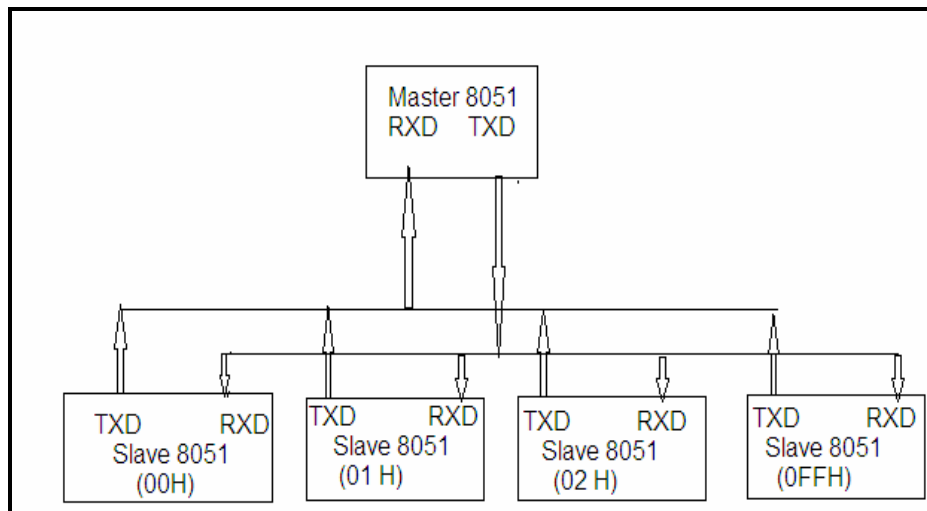 Master 8051
RXD TXD
TXD RXD
Slave 8051
(00H)
TXD RXD
Slave 8051
(01 H)
TXD RXD
Slave 8051
(02 H)
TXD RXD
Slave 8051
(0FFH)